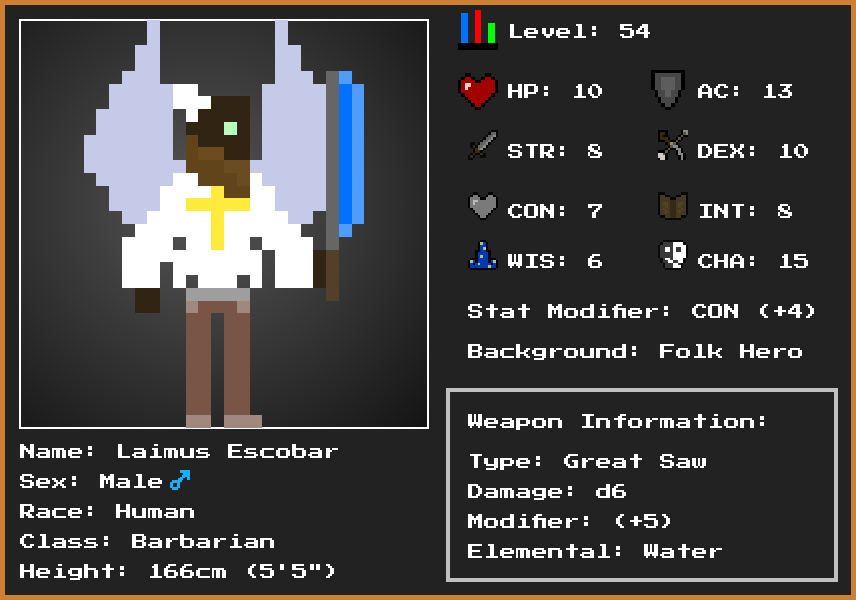 Level: 54
HP: 10
AC: 13
STR: 8
DEX: 10
CON: 7
INT: 8
WIS: 6
CHA: 15
Stat Modifier: CON (+4)
Background: Folk Hero
Weapon Information:
Type: Great Saw
Damage: d6
Modifier: (+5)
Elemental: Water
Name: Laimus Escobar
Sex: Male♂
Race: Human
Class: Barbarian
Height: 166cm (5'5")